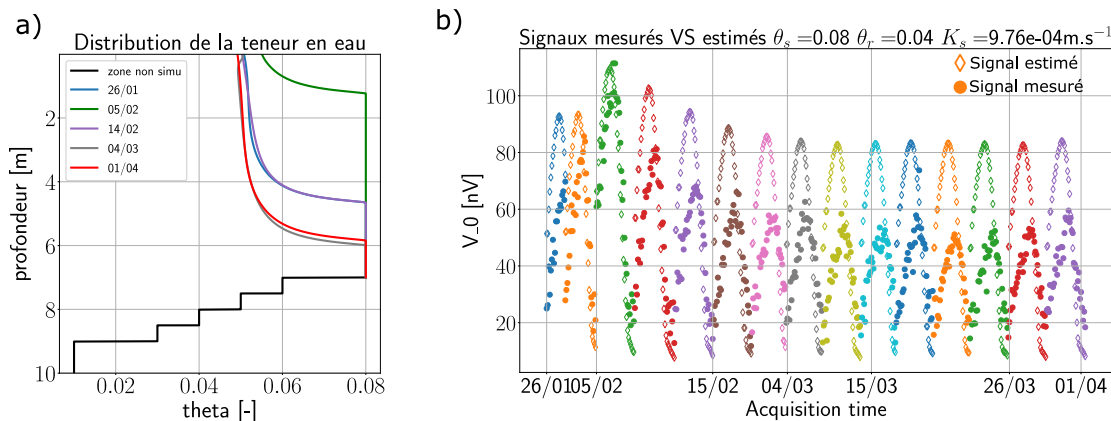 a)
Distribution de la teneur en eau
zone non simu
26/01
05/02
14/02
04/03
01/04
profondeur [m]
2
4
6
8
10
0.02
0.04
0.06
0.08
theta [-]
b)
Signaux mesurés VS estimés θ_s =0.08 θ_r =0.04 K_s =9.76e-04m.s⁻¹
Signal estimé
Signal mesuré
V_0 [nV]
100
80
60
40
20
26/01
05/02
15/02
04/03
15/03
26/03
01/04
Acquisition time